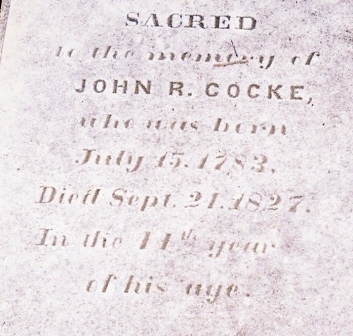 SACRED
to the memory of
JOHN R. COCKE,
who was born
July 15. 1783.
Died Sept. 21. 1827.
In the 44th year
of his age.